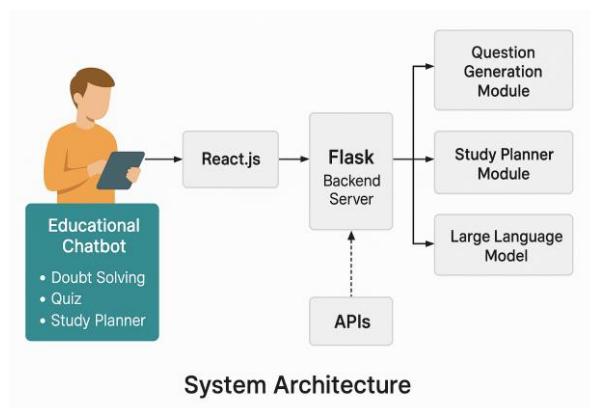 Educational
Chatbot
• Doubt Solving
• Quiz
• Study Planner
React.js
Flask
Backend
Server
APIs
Question
Generation
Module
Study Planner
Module
Large Language
Model
System Architecture